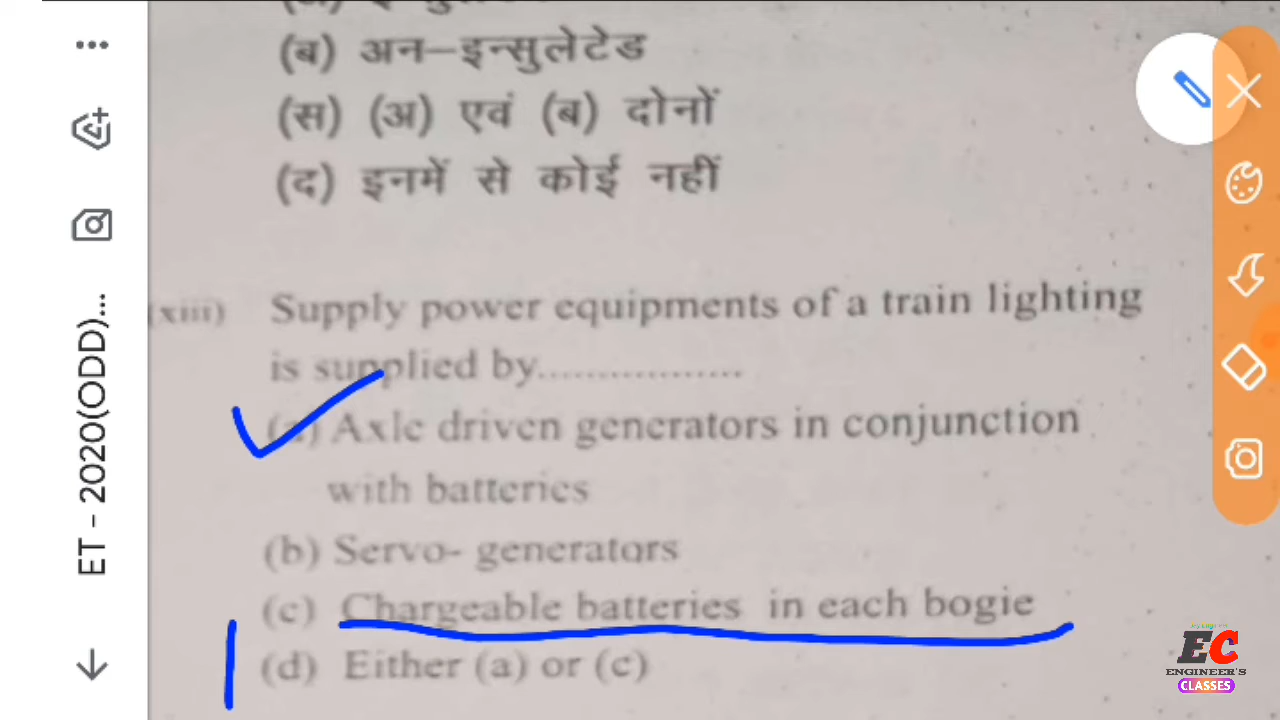 (ब) अन-इन्सुलेटेड
(स) (अ) एवं (ब) दोनों
(द) इनमें से कोई नहीं
(xiii) Supply power equipments of a train lighting
is supplied by.................
(a) Axle driven generators in conjunction
with batteries
(b) Servo- generators
(c) Chargeable batteries in each bogie
(d) Either (a) or (c)
ET - 2020(ODD)...
EC
ENGINEER'S
CLASSES